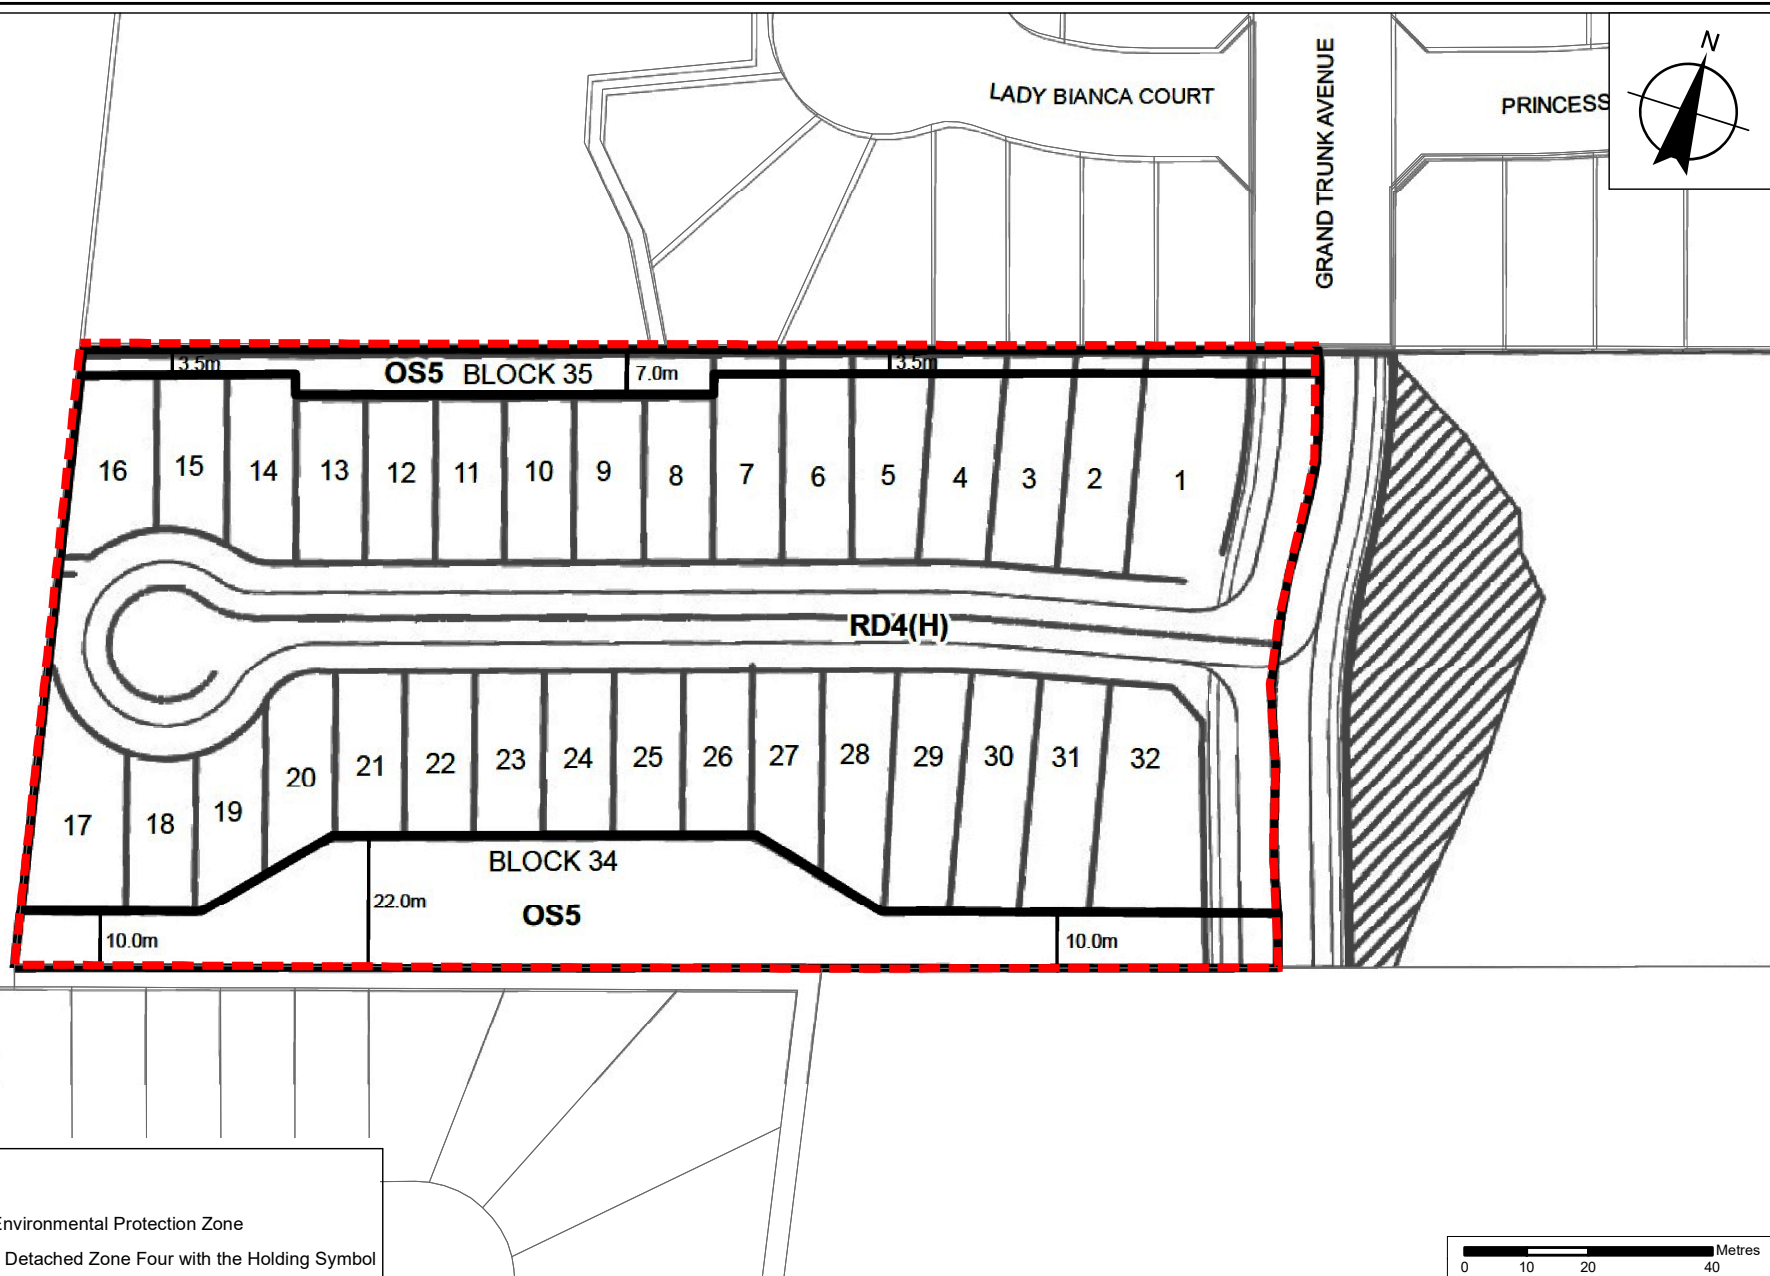 N
LADY BIANCA COURT
GRAND TRUNK AVENUE
PRINCESS
3.5m
OS5 BLOCK 35
7.0m
3.5m
16
15
14
13
12
11
10
9
8
7
6
5
4
3
2
1
RD4(H)
17
18
19
20
21
22
23
24
25
26
27
28
29
30
31
32
BLOCK 34
22.0m
OS5
10.0m
10.0m
Environmental Protection Zone
Detached Zone Four with the Holding Symbol
Metres
0 10 20 40